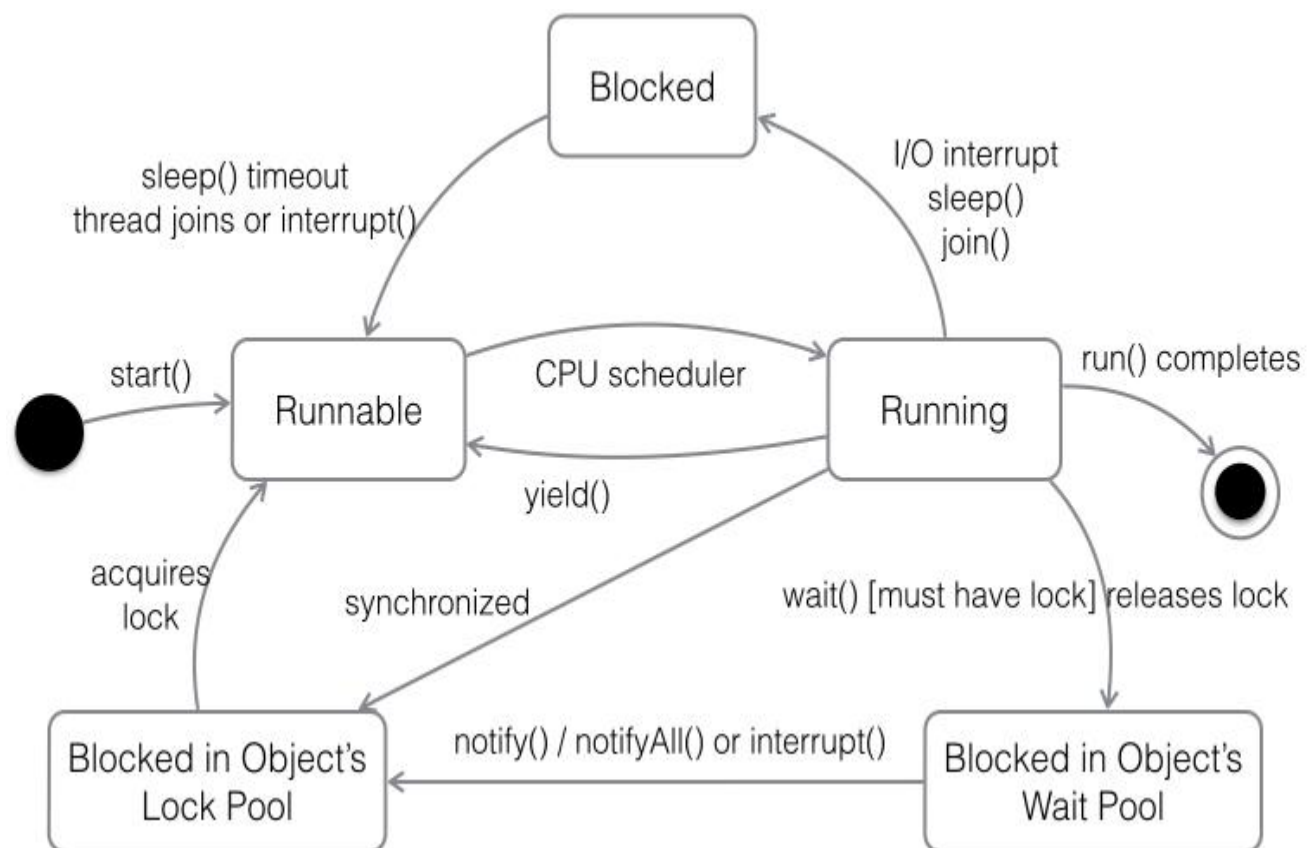 Blocked
I/O interrupt
sleep()
join()
sleep() timeout
thread joins or interrupt()
start()
Runnable
CPU scheduler
Running
run() completes
yield()
acquires
lock
synchronized
wait() [must have lock] releases lock
Blocked in Object's
Lock Pool
notify() / notifyAll() or interrupt()
Blocked in Object's
Wait Pool